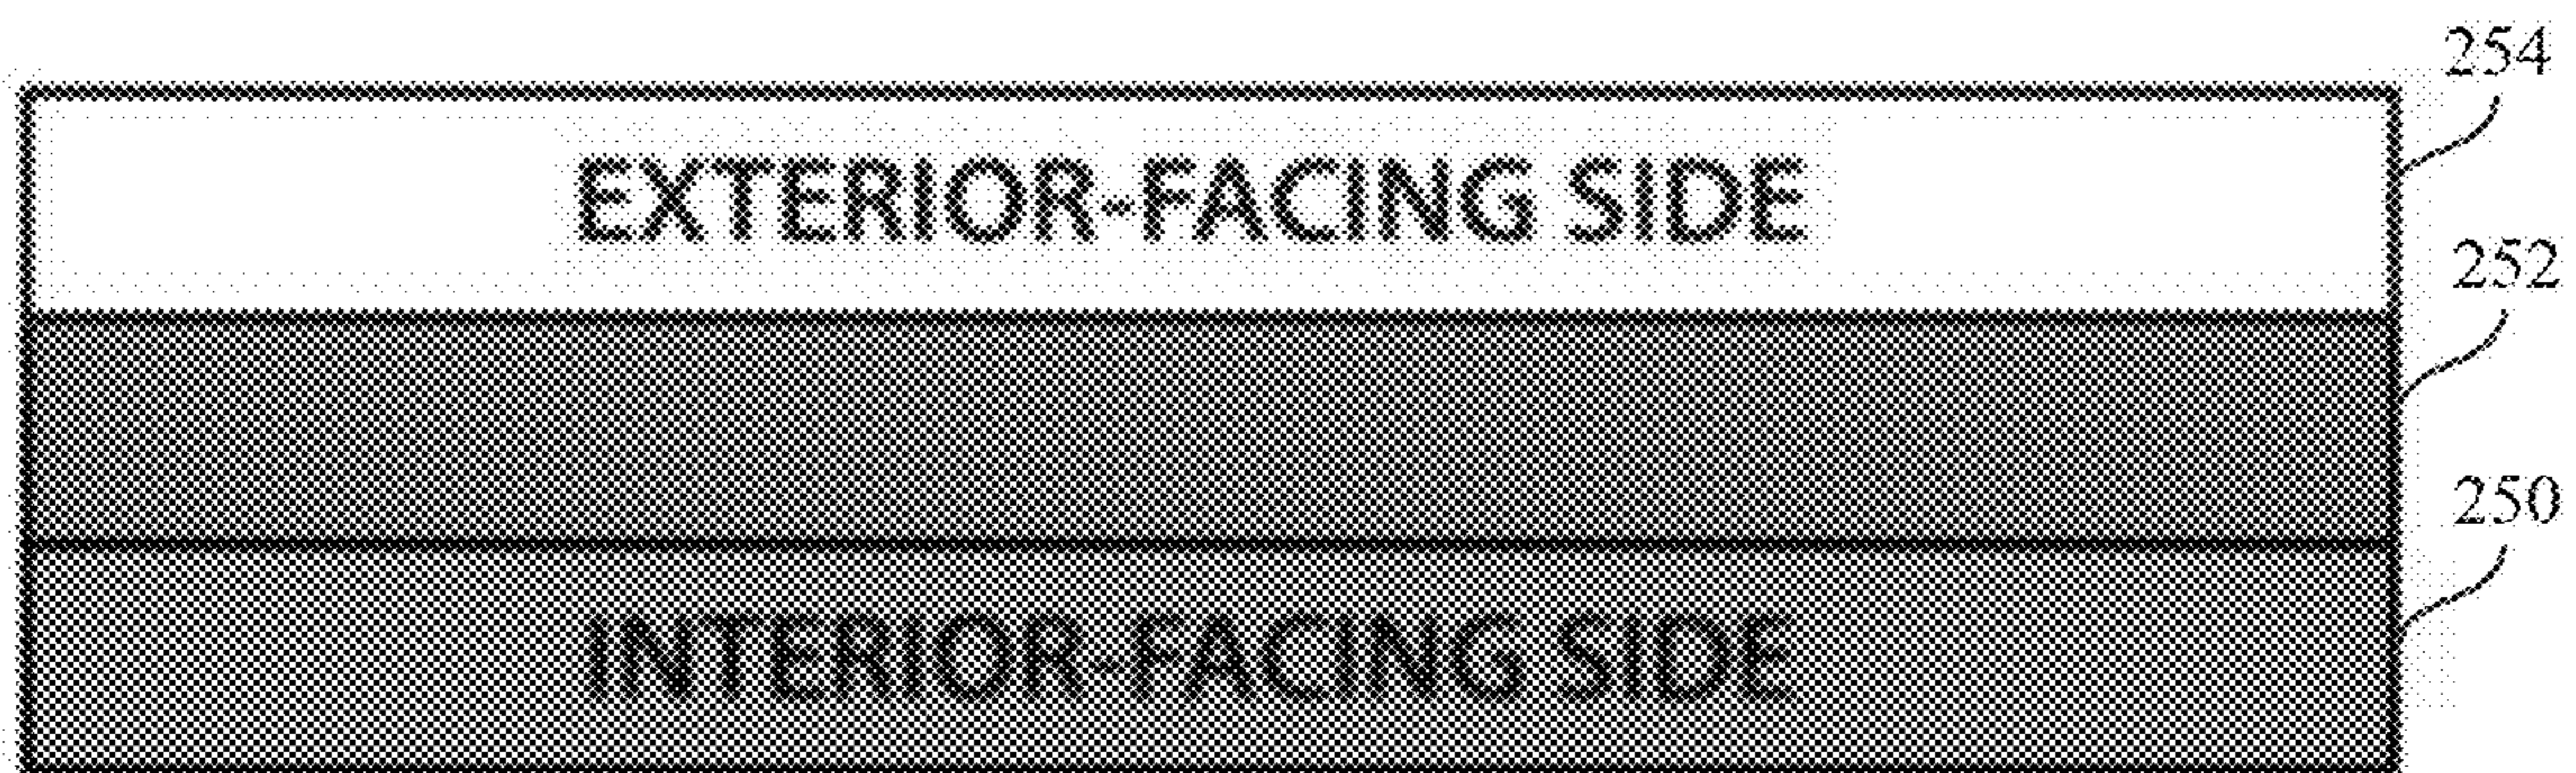 254
EXTERIOR-FACING SIDE
252
250
INTERIOR-FACING SIDE